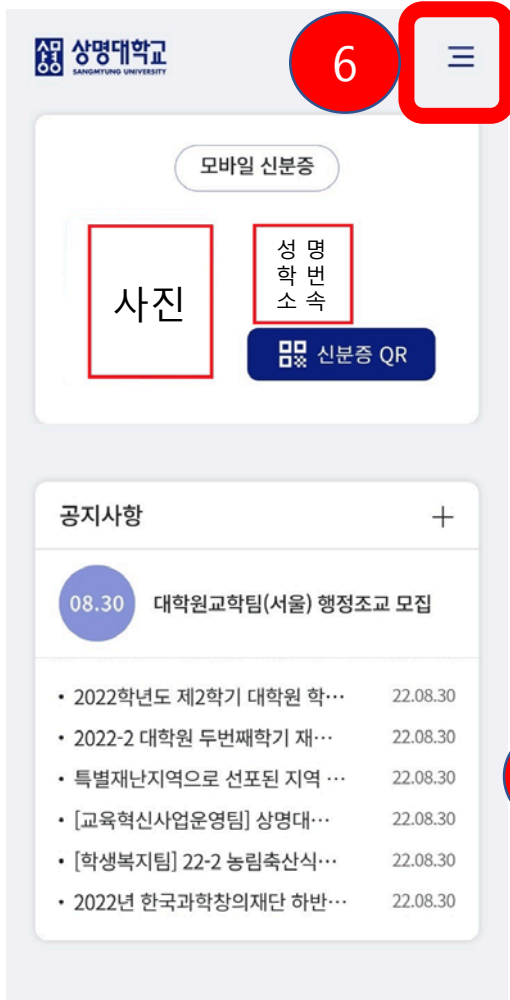 상명대학교
SANGMYUNG UNIVERSITY
6
모바일 신분증
사진
성 명
학 번
소 속
신분증 QR
공지사항
08.30 대학원교학팀(서울) 행정조교 모집
• 2022학년도 제2학기 대학원 학··· 22.08.30
• 2022-2 대학원 두번째학기 재··· 22.08.30
• 특별재난지역으로 선포된 지역 ··· 22.08.30
• [교육혁신사업운영팀] 상명대··· 22.08.30
• [학생복지팀] 22-2 농림축산식··· 22.08.30
• 2022년 한국과학창의재단 하반··· 22.08.30